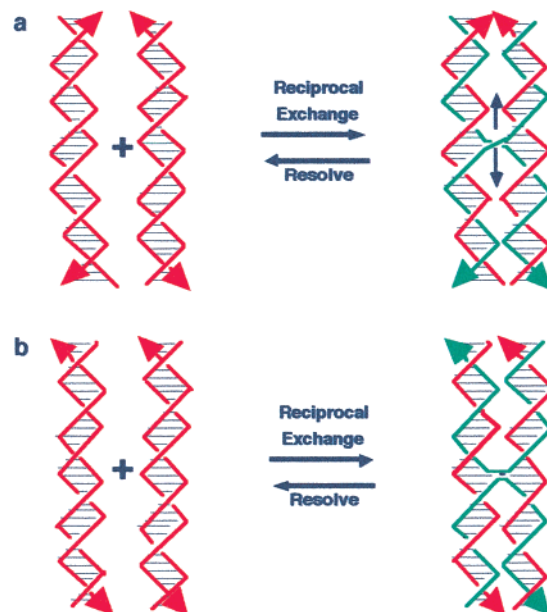 a
Reciprocal
Exchange
+
Resolve
b
Reciprocal
Exchange
+
Resolve